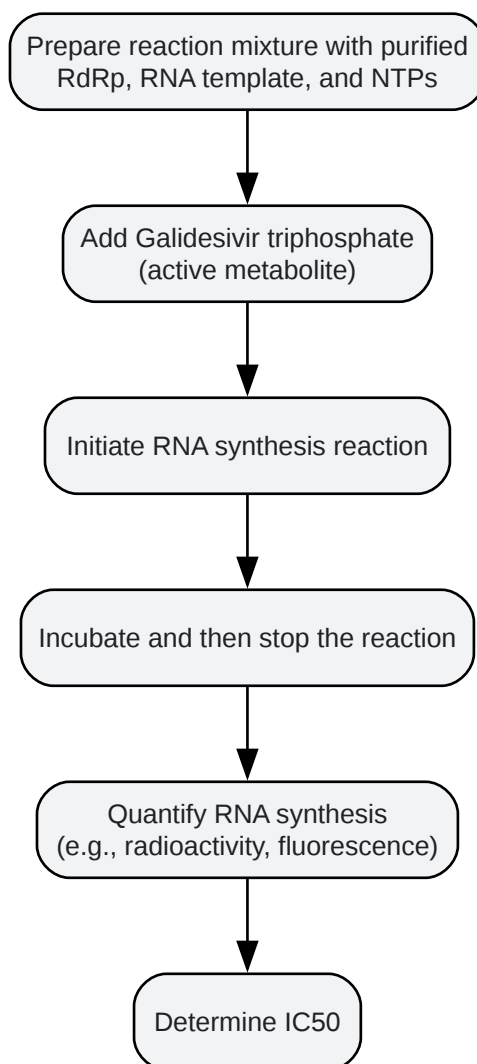 Prepare reaction mixture with purified
RdRp, RNA template, and NTPs
Add Galidesivir triphosphate
(active metabolite)
Initiate RNA synthesis reaction
Incubate and then stop the reaction
Quantify RNA synthesis
(e.g., radioactivity, fluorescence)
Determine IC50